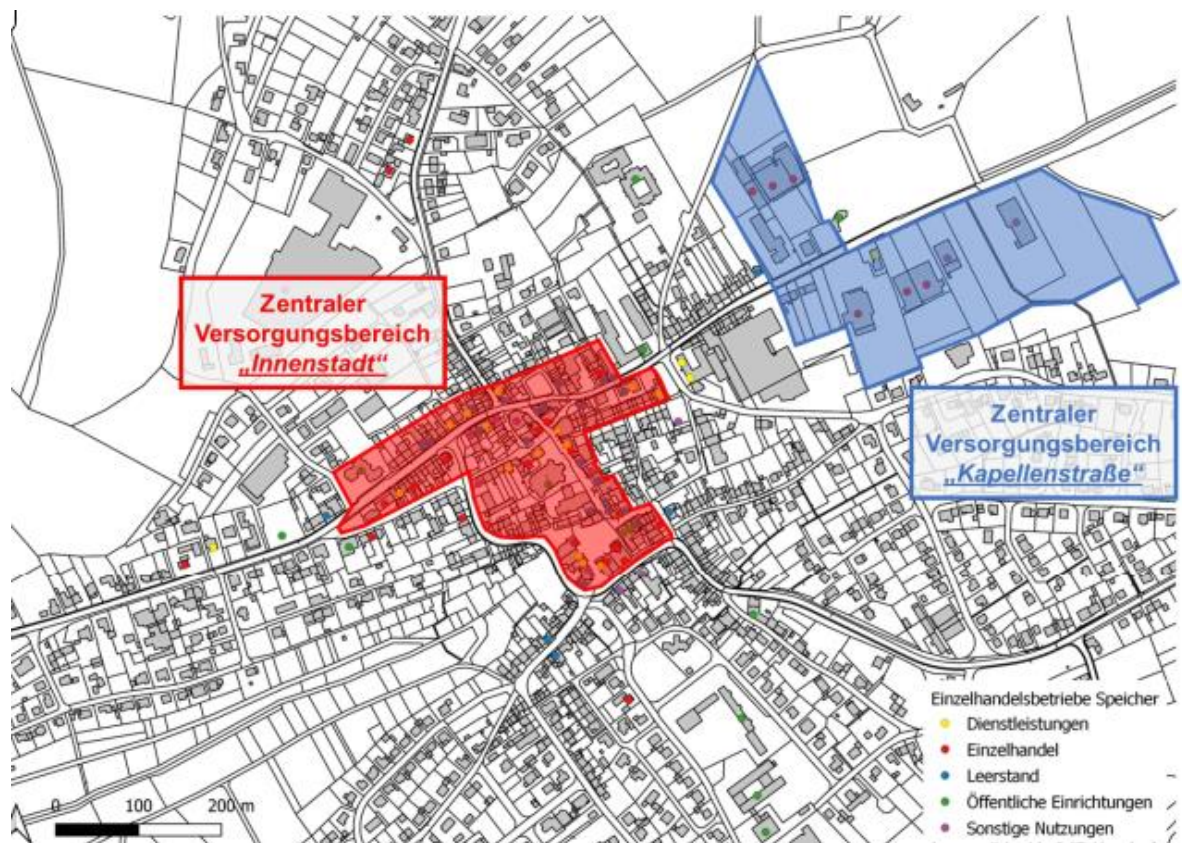 Zentraler
Versorgungsbereich
„Innenstadt“
Zentraler
Versorgungsbereich
„Kapellenstraße“
Einzelhandelsbetriebe Speicher
Dienstleistungen
Einzelhandel
Leerstand
Öffentliche Einrichtungen
Sonstige Nutzungen
0 100 200 m